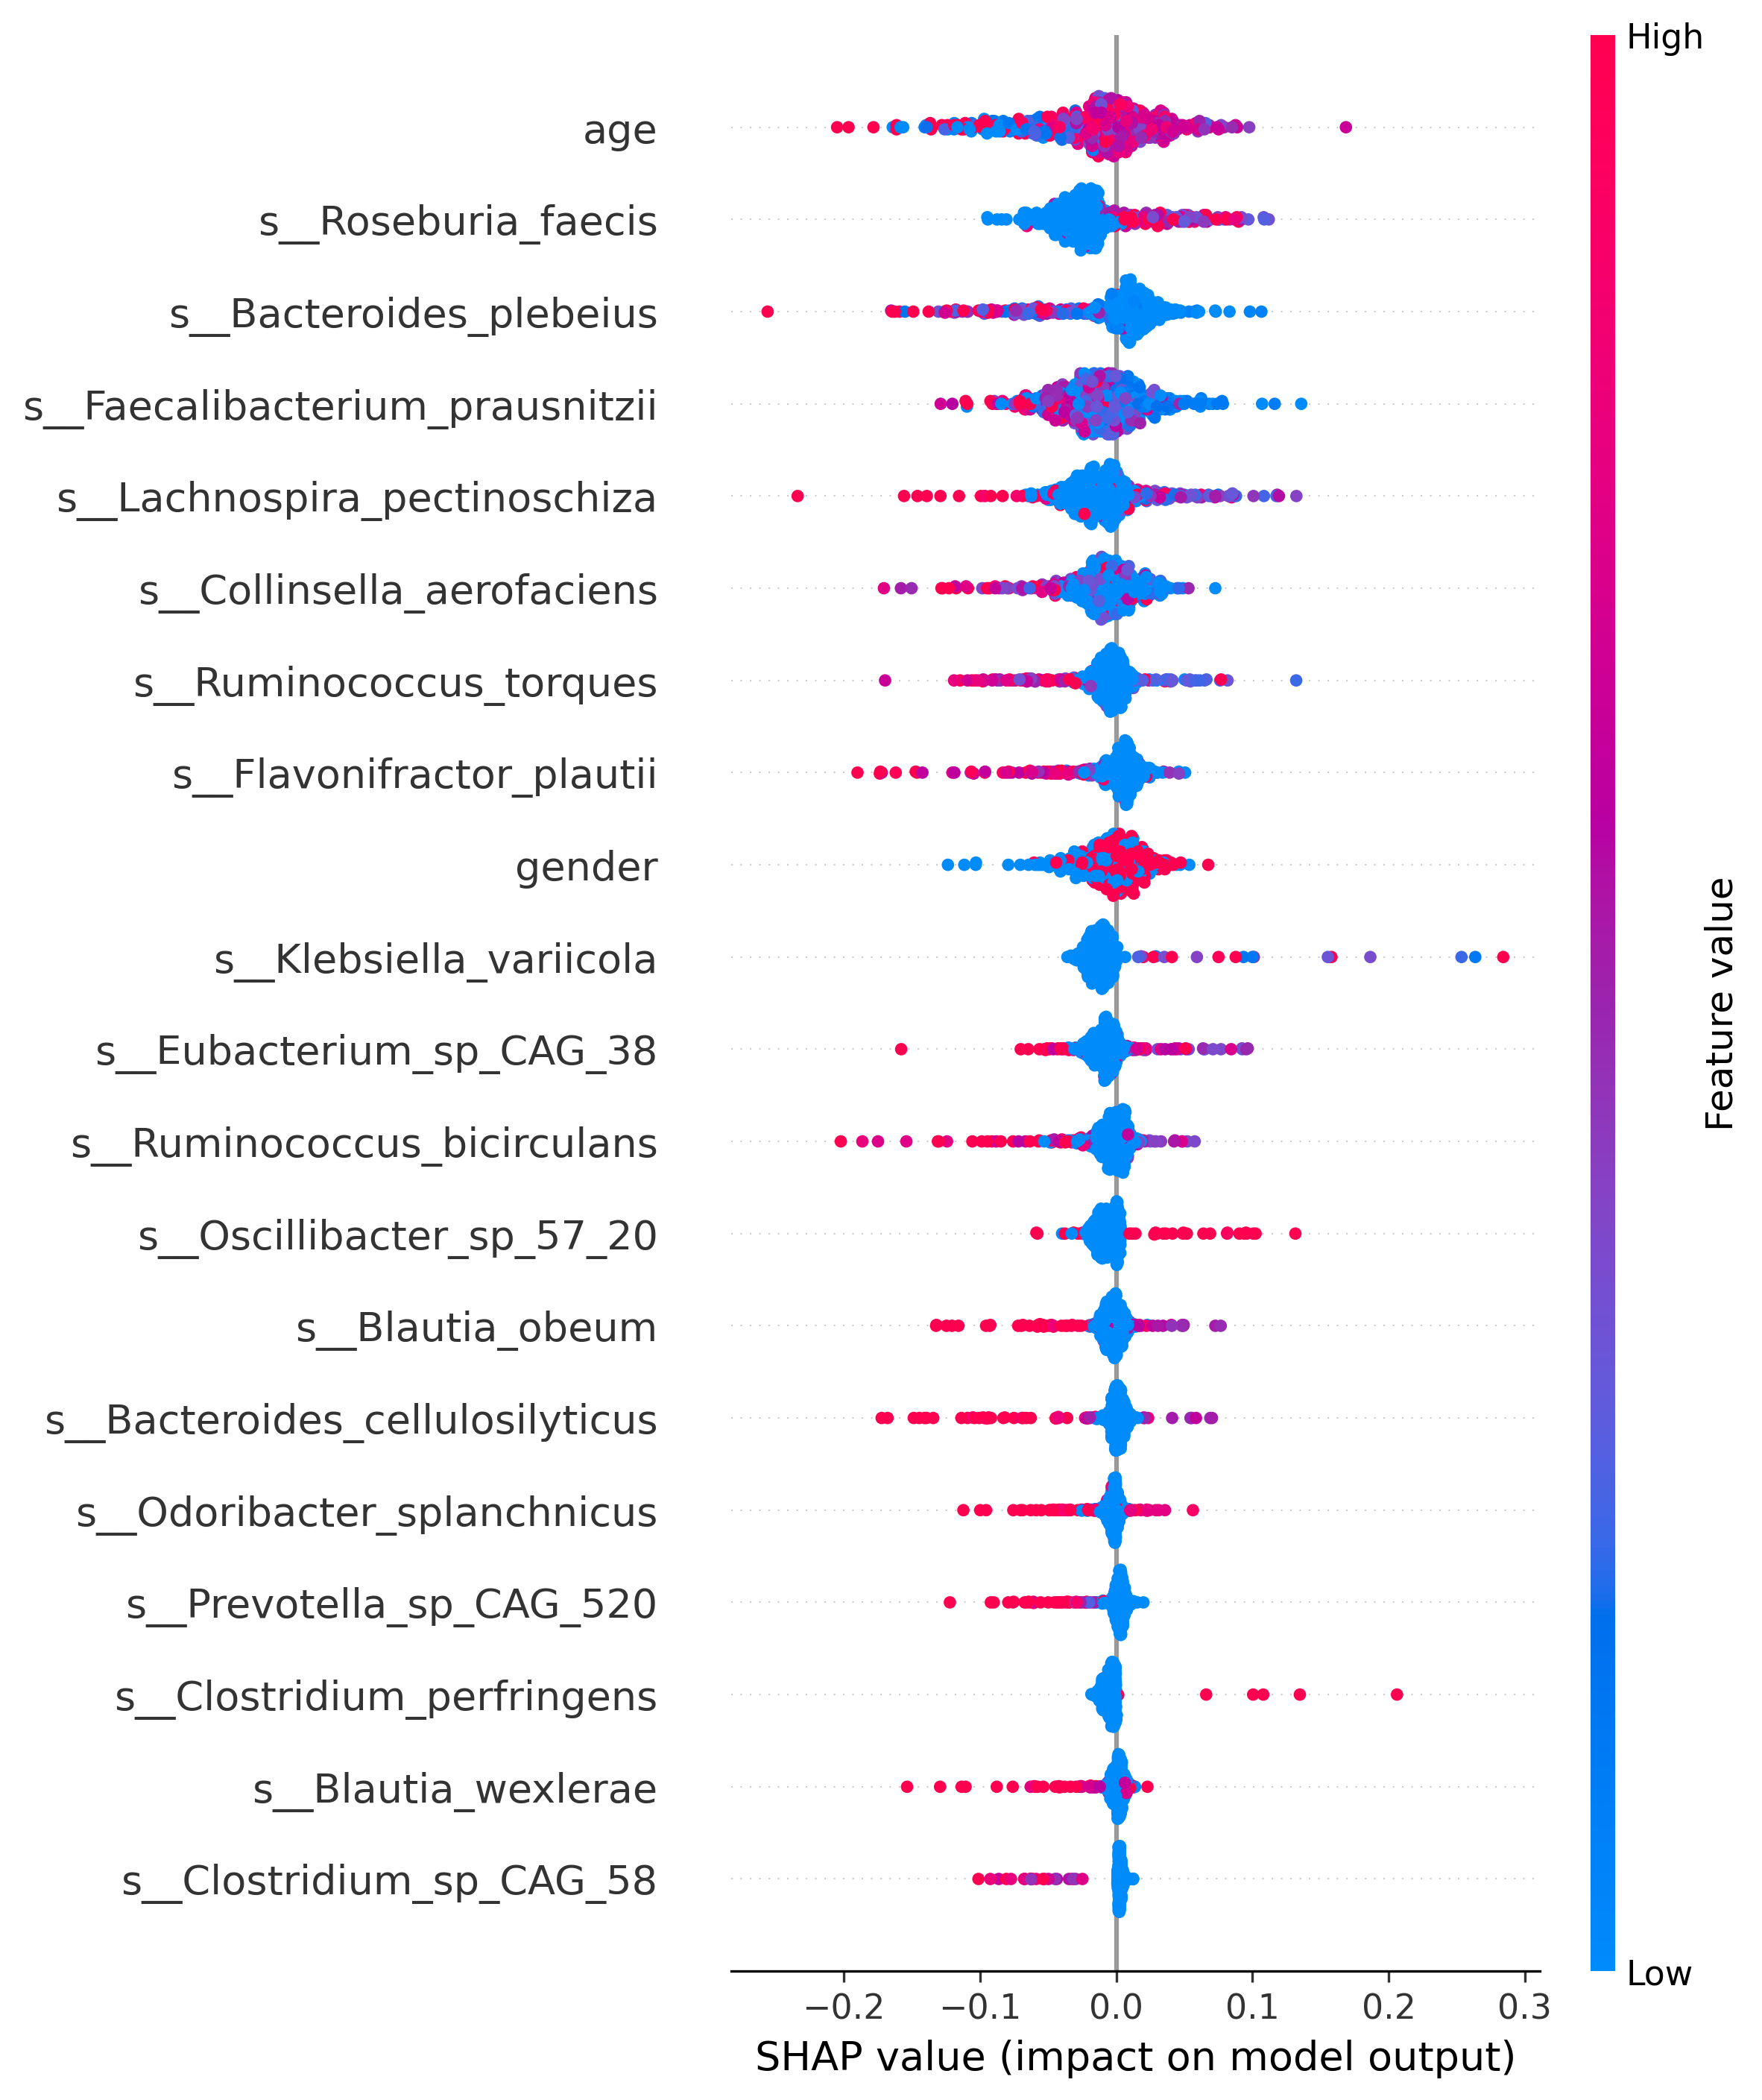 High
age
s__Roseburia_faecis
s__Bacteroides_plebeius
s__Faecalibacterium_prausnitzii
s__Lachnospira_pectinoschiza
s__Collinsella_aerofaciens
s__Ruminococcus_torques
s__Flavonifractor_plautii
gender
s__Klebsiella_variicola
s__Eubacterium_sp_CAG_38
s__Ruminococcus_bicirculans
s__Oscillibacter_sp_57_20
s__Blautia_obeum
s__Bacteroides_cellulosilyticus
s__Odoribacter_splanchnicus
s__Prevotella_sp_CAG_520
s__Clostridium_perfringens
s__Blautia_wexlerae
s__Clostridium_sp_CAG_58
Feature value
Low
−0.2 −0.1 0.0 0.1 0.2 0.3
SHAP value (impact on model output)